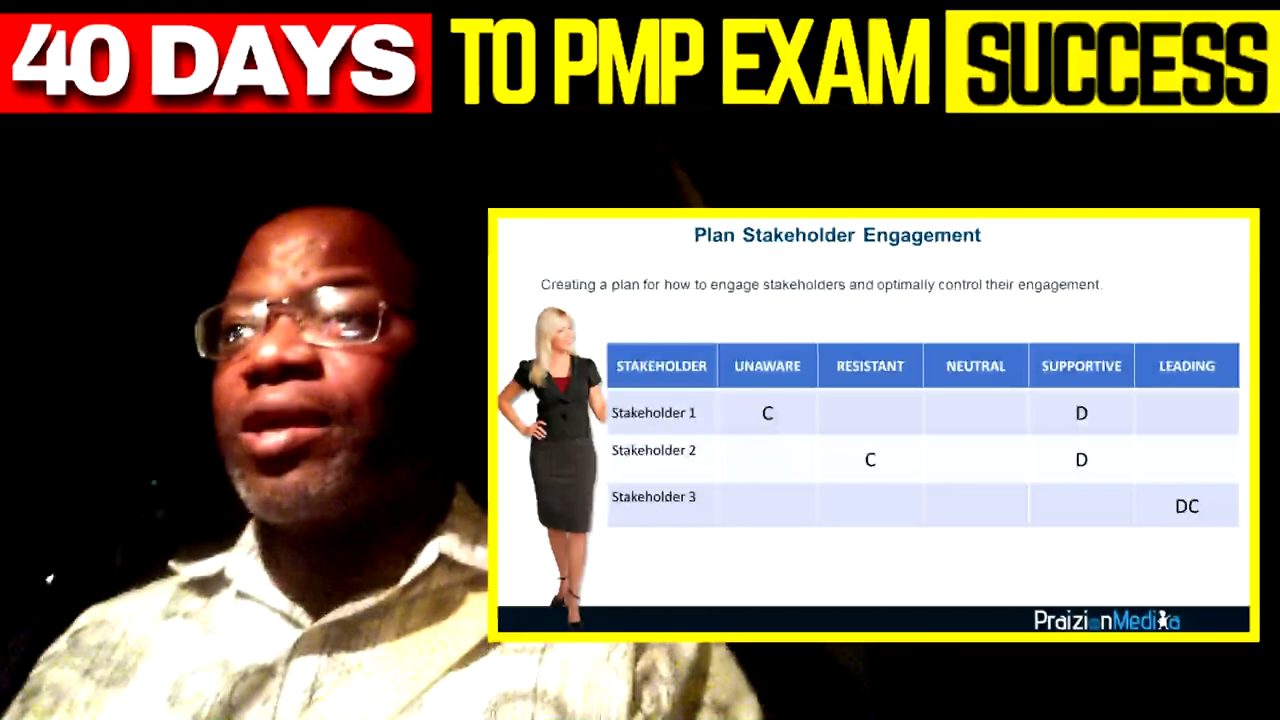 40 DAYS TO PMP EXAM SUCCESS
Plan Stakeholder Engagement
Creating a plan for how to engage stakeholders and optimally control their engagement.
STAKEHOLDER UNAWARE RESISTANT NEUTRAL SUPPORTIVE LEADING
Stakeholder 1 C D
Stakeholder 2 C D
Stakeholder 3 DC
PraizionMedia